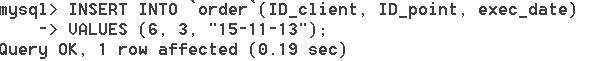 mysql> INSERT INTO `order`(ID_client, ID_point, exec_date)
    -> VALUES (6, 3, "15-11-13");
Query OK, 1 row affected (0.19 sec)